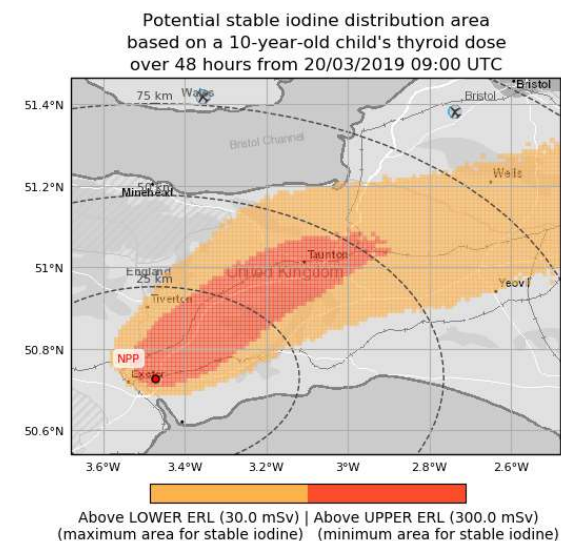 Potential stable iodine distribution area
based on a 10-year-old child's thyroid dose
over 48 hours from 20/03/2019 09:00 UTC
51.4°N
75 km
Bristol
Bristol
Bristol Channel
51.2°N
Minehead
Wells
51°N
England
25 km
Taunton
United Kingdom
Tiverton
Yeovil
50.8°N
NPP
Exeter
50.6°N
3.6°W 3.4°W 3.2°W 3°W 2.8°W 2.6°W
Above LOWER ERL (30.0 mSv) | Above UPPER ERL (300.0 mSv)
(maximum area for stable iodine) (minimum area for stable iodine)